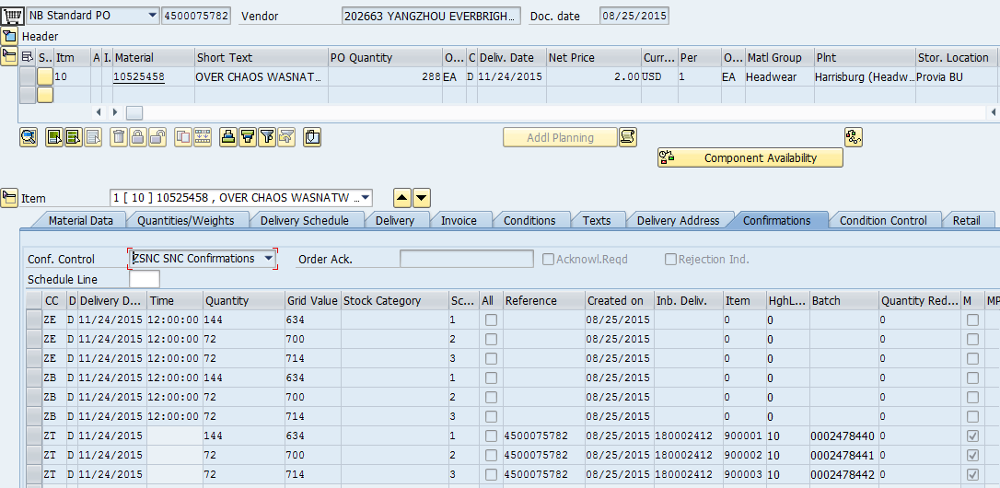 NB Standard PO 4500075782 Vendor 202663 YANGZHOU EVERBRIGH... Doc. date 08/25/2015
Header
S... Itm A I. Material Short Text PO Quantity O... C Deliv. Date Net Price Curr... Per O... Matl Group Plnt Stor. Location
10 10525458 OVER CHAOS WASNAT... 288 EA D 11/24/2015 2.00 USD 1 EA Headwear Harrisburg (Headw... Provia BU
Addl Planning
Component Availability
Item 1 [ 10 ] 10525458 , OVER CHAOS WASNATW ...
Material Data Quantities/Weights Delivery Schedule Delivery Invoice Conditions Texts Delivery Address Confirmations Condition Control Retail
Conf. Control ZSNC SNC Confirmations Order Ack. Acknowl.Reqd Rejection Ind.
Schedule Line
CC D Delivery D... Time Quantity Grid Value Stock Category Sc... All Reference Created on Inb. Deliv. Item HghL... Batch Quantity Red... M MP
ZE D 11/24/2015 12:00:00 144 634 1 08/25/2015 0 0 0
ZE D 11/24/2015 12:00:00 72 700 2 08/25/2015 0 0 0
ZE D 11/24/2015 12:00:00 72 714 3 08/25/2015 0 0 0
ZB D 11/24/2015 12:00:00 144 634 1 08/25/2015 0 0 0
ZB D 11/24/2015 12:00:00 72 700 2 08/25/2015 0 0 0
ZB D 11/24/2015 12:00:00 72 714 3 08/25/2015 0 0 0
ZT D 11/24/2015 144 634 1 4500075782 08/25/2015 180002412 900001 10 0002478440 0
ZT D 11/24/2015 72 700 2 4500075782 08/25/2015 180002412 900002 10 0002478441 0
ZT D 11/24/2015 72 714 3 4500075782 08/25/2015 180002412 900003 10 0002478442 0